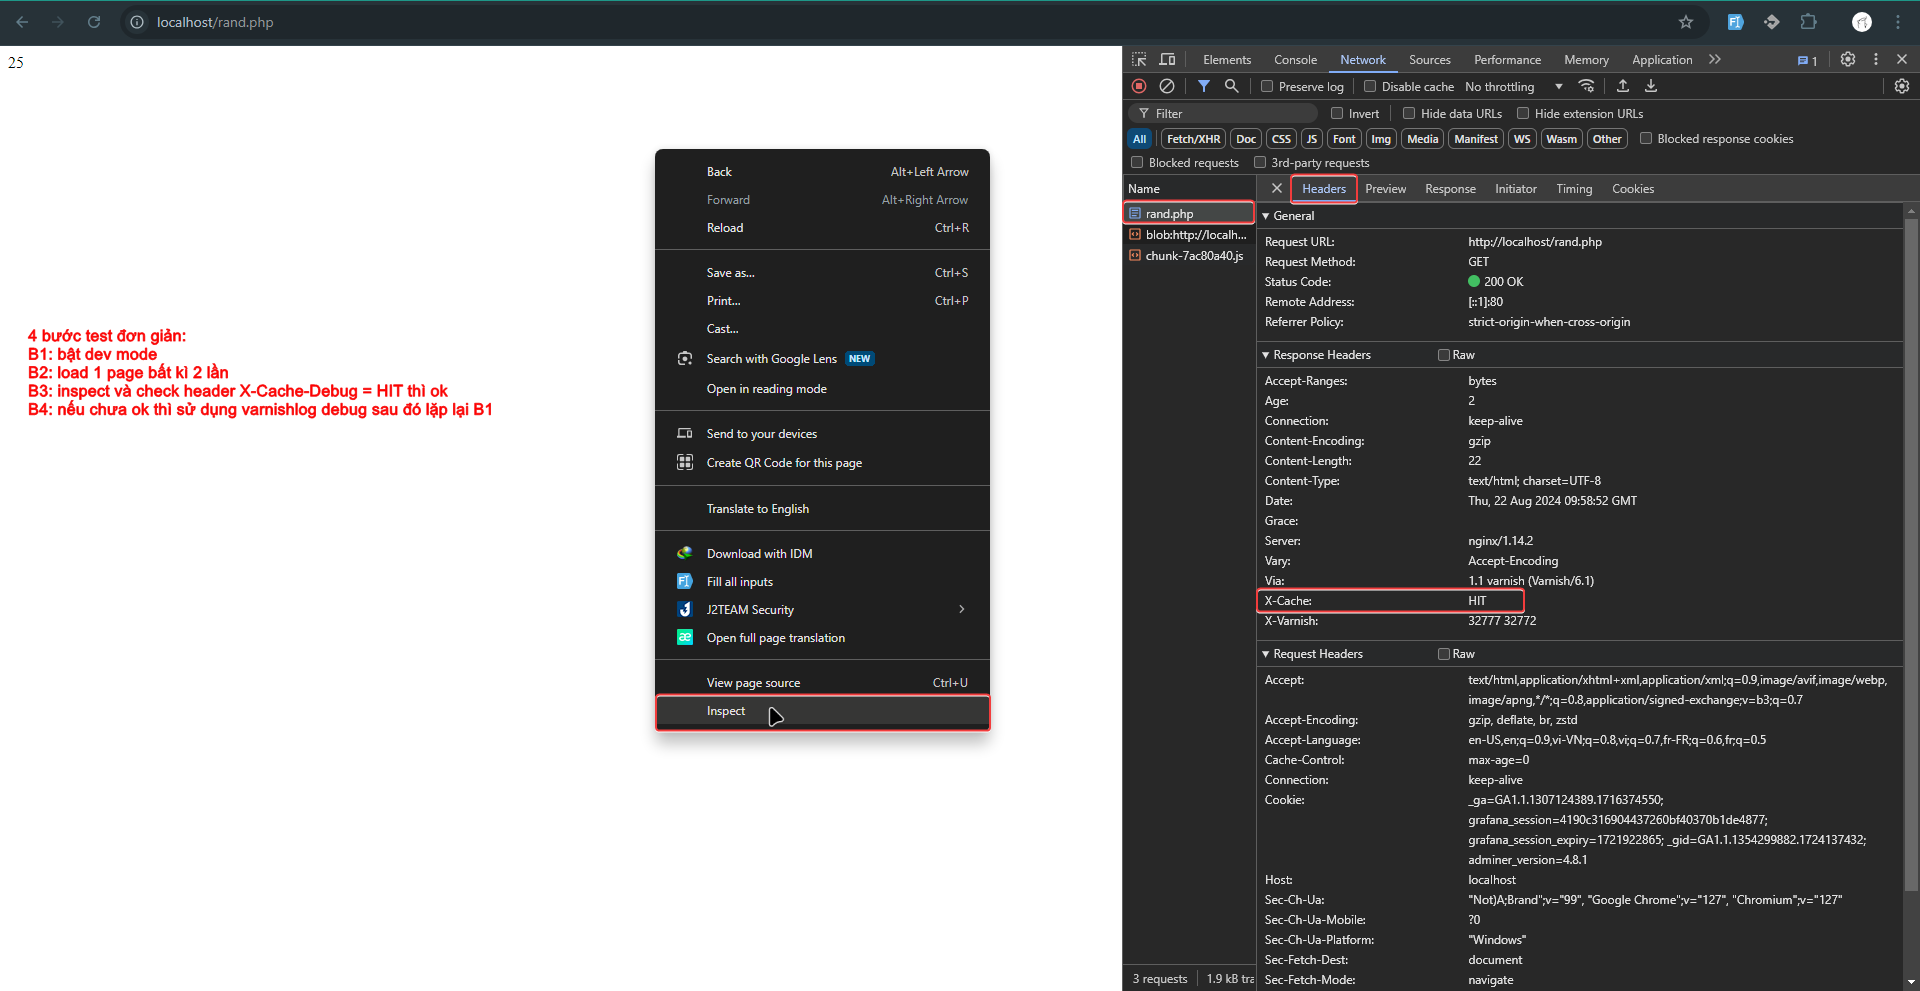 localhost/rand.php
25
4 bước test đơn giản:
B1: bật dev mode
B2: load 1 page bất kì 2 lần
B3: inspect và check header X-Cache-Debug = HIT thì ok
B4: nếu chưa ok thì sử dụng varnishlog debug sau đó lặp lại B1
Back Alt+Left Arrow
Forward Alt+Right Arrow
Reload Ctrl+R
Save as... Ctrl+S
Print... Ctrl+P
Cast...
Search with Google Lens NEW
Open in reading mode
Send to your devices
Create QR Code for this page
Translate to English
Download with IDM
Fill all inputs
J2TEAM Security
Open full page translation
View page source Ctrl+U
Inspect
Elements Console Network Sources Performance Memory Application 1
Preserve log Disable cache No throttling
Filter Invert Hide data URLs Hide extension URLs
All Fetch/XHR Doc CSS JS Font Img Media Manifest WS Wasm Other Blocked response cookies
Blocked requests 3rd-party requests
Name
rand.php
blob:http://localh...
chunk-7ac80a40.js
3 requests 1.9 kB tra
Headers Preview Response Initiator Timing Cookies
General
Request URL: http://localhost/rand.php
Request Method: GET
Status Code: 200 OK
Remote Address: [::1]:80
Referrer Policy: strict-origin-when-cross-origin
Response Headers Raw
Accept-Ranges: bytes
Age: 2
Connection: keep-alive
Content-Encoding: gzip
Content-Length: 22
Content-Type: text/html; charset=UTF-8
Date: Thu, 22 Aug 2024 09:58:52 GMT
Grace:
Server: nginx/1.14.2
Vary: Accept-Encoding
Via: 1.1 varnish (Varnish/6.1)
X-Cache: HIT
X-Varnish: 32777 32772
Request Headers Raw
Accept: text/html,application/xhtml+xml,application/xml;q=0.9,image/avif,image/webp,
image/apng,*/*;q=0.8,application/signed-exchange;v=b3;q=0.7
Accept-Encoding: gzip, deflate, br, zstd
Accept-Language: en-US,en;q=0.9,vi-VN;q=0.8,vi;q=0.7,fr-FR;q=0.6,fr;q=0.5
Cache-Control: max-age=0
Connection: keep-alive
Cookie: _ga=GA1.1.1307124389.1716374550;
grafana_session=4190c316904437260bf40370b1de4877;
grafana_session_expiry=1721922865; _gid=GA1.1.1354299882.1724137432;
adminer_version=4.8.1
Host: localhost
Sec-Ch-Ua: "Not)A;Brand";v="99", "Google Chrome";v="127", "Chromium";v="127"
Sec-Ch-Ua-Mobile: ?0
Sec-Ch-Ua-Platform: "Windows"
Sec-Fetch-Dest: document
Sec-Fetch-Mode: navigate